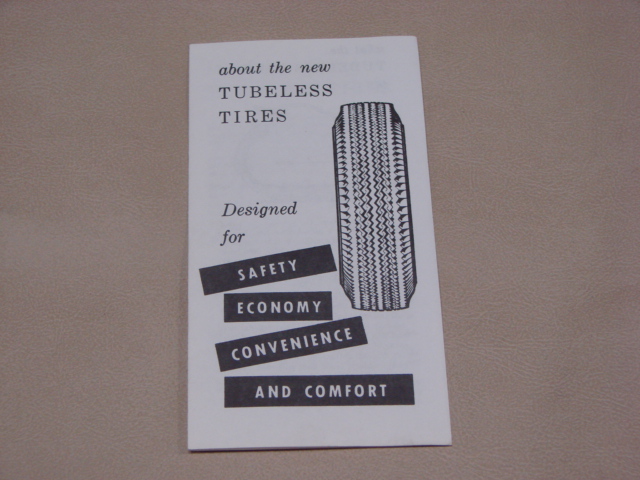 about the new
TUBELESS
TIRES
Designed
for
SAFETY
ECONOMY
CONVENIENCE
AND COMFORT